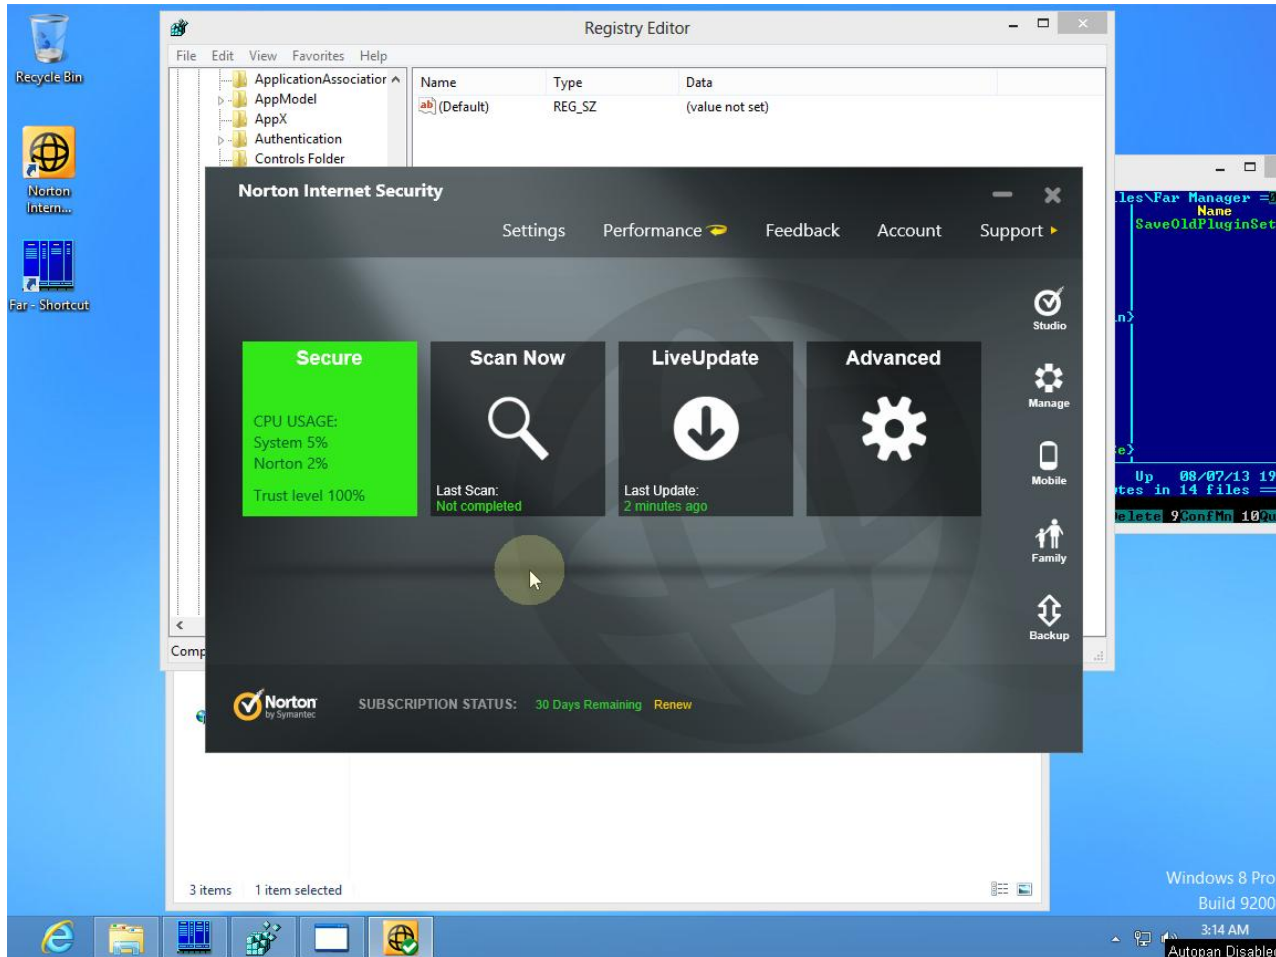 Recycle Bin
Norton
Intern...
Far - Shortcut
Registry Editor
File Edit View Favorites Help
ApplicationAssociation
AppModel
AppX
Authentication
Controls Folder
Name Type Data
ab (Default) REG_SZ (value not set)
Norton Internet Security
Settings Performance Feedback Account Support
Secure
CPU USAGE:
System 5%
Norton 2%
Trust level 100%
Scan Now
Last Scan:
Not completed
LiveUpdate
Last Update:
2 minutes ago
Advanced
Studio
Manage
Mobile
Family
Backup
Norton
by Symantec
SUBSCRIPTION STATUS: 30 Days Remaining Renew
Comp
les\Far Manager =
Name
SaveOldPluginSet
n>
e>
Up 08/07/13 19
tes in 14 files =
elete 9ConfMn 10Qu
3 items 1 item selected
Windows 8 Pro
Build 9200
3:14 AM
Autopan Disabled